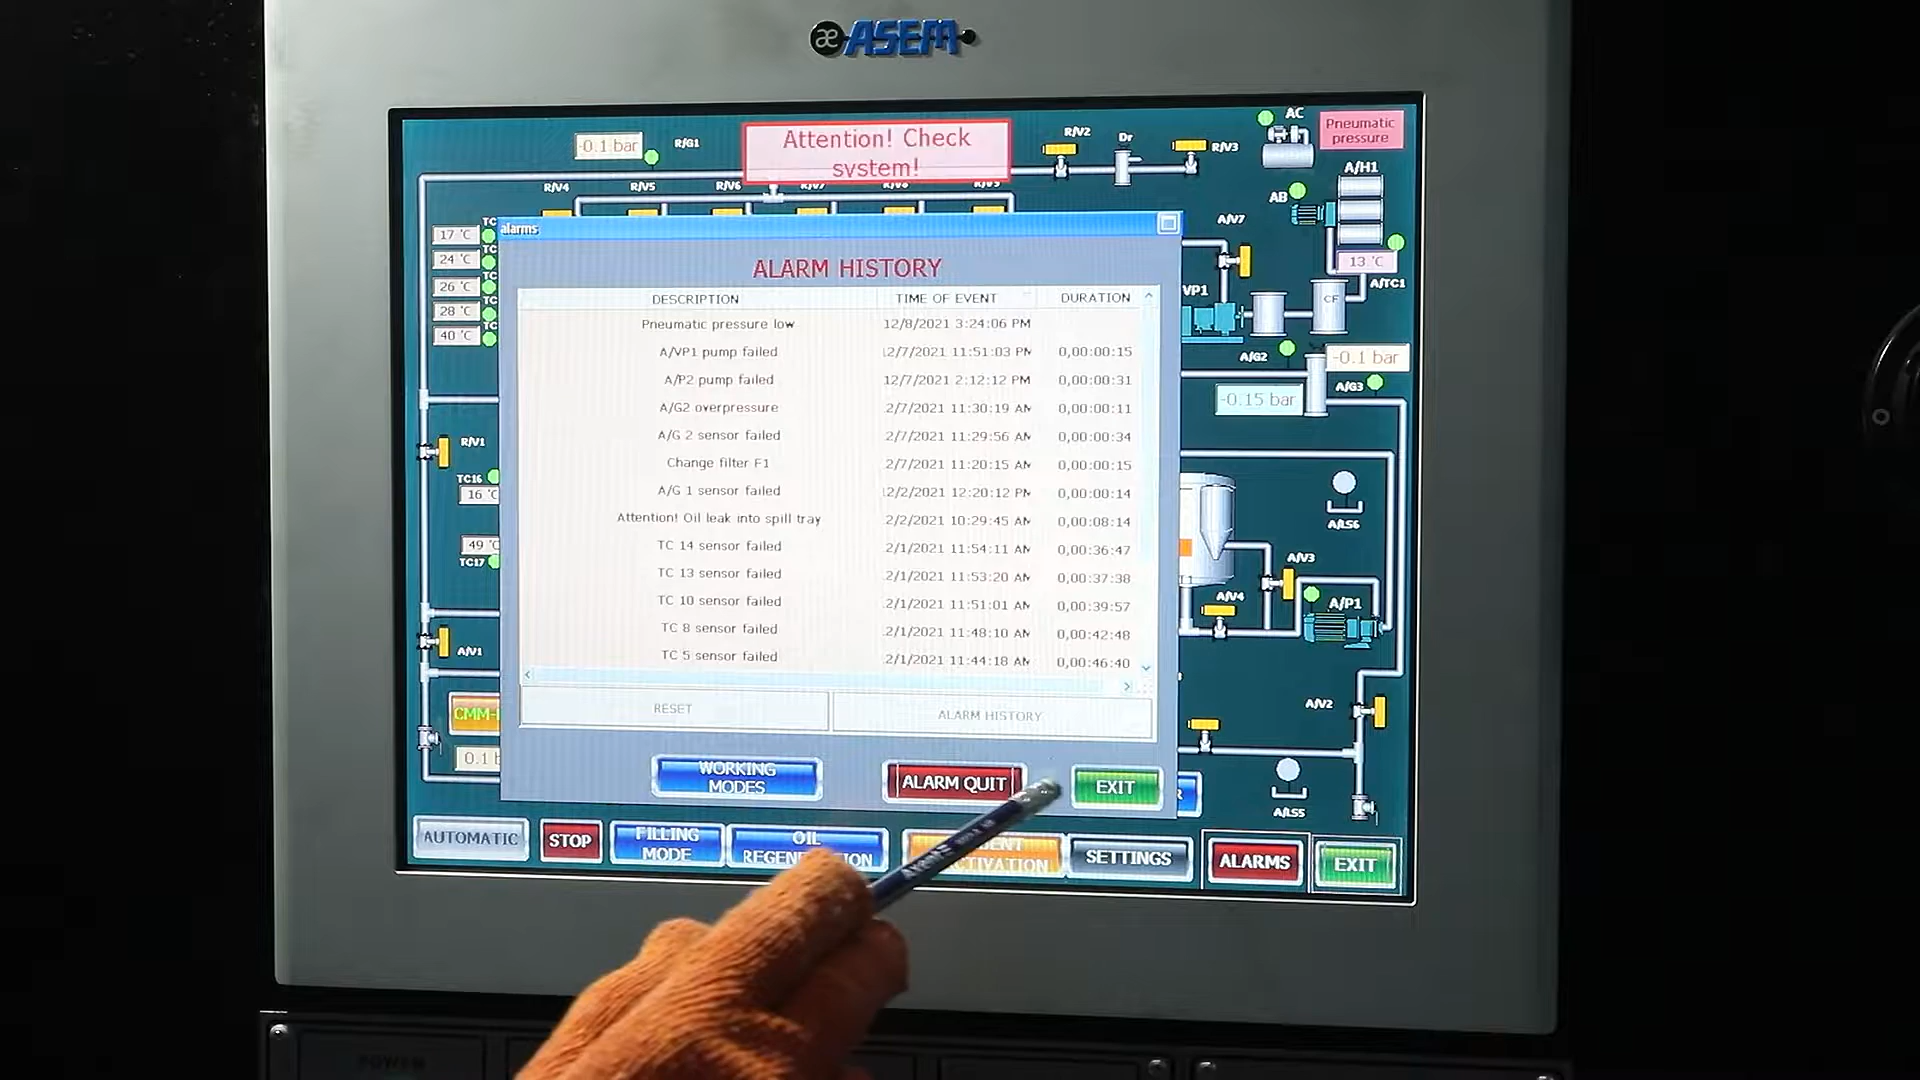 ASEM
Attention! Check
system!
-0.1 bar
R/G1
R/V2
Dr
R/V3
AC
Pneumatic
pressure
A/H1
R/V4
R/V5
R/V6
AB
A/V7
17 °C
24 °C
26 °C
28 °C
40 °C
TC
TC
TC
TC
TC
13 °C
A/TC1
VP1
CF
A/G2
-0.1 bar
A/G3
-0.15 bar
alarms
ALARM HISTORY
DESCRIPTION TIME OF EVENT DURATION
Pneumatic pressure low 12/8/2021 3:24:06 PM
A/VP1 pump failed 12/7/2021 11:51:03 PM 0,00:00:15
A/P2 pump failed 12/7/2021 2:12:12 PM 0,00:00:31
A/G2 overpressure 2/7/2021 11:30:19 AM 0,00:00:11
A/G 2 sensor failed 2/7/2021 11:29:56 AM 0,00:00:34
Change filter F1 2/7/2021 11:20:15 AM 0,00:00:15
A/G 1 sensor failed 12/2/2021 12:20:12 PM 0,00:00:14
Attention! Oil leak into spill tray 2/2/2021 10:29:45 AM 0,00:08:14
TC 14 sensor failed 2/1/2021 11:54:11 AM 0,00:36:47
TC 13 sensor failed 2/1/2021 11:53:20 AM 0,00:37:38
TC 10 sensor failed 2/1/2021 11:51:01 AM 0,00:39:57
TC 8 sensor failed 2/1/2021 11:48:10 AM 0,00:42:48
TC 5 sensor failed 2/1/2021 11:44:18 AM 0,00:46:40
RESET
ALARM HISTORY
WORKING
MODES
ALARM QUIT
EXIT
R/V1
TC16
16 °C
49 °C
TC17
A/V1
CMM-
0.1 b
A/LS6
A/V3
A/V4
A/P1
A/V2
A/LS5
R
AUTOMATIC
STOP
FILLING
MODE
OIL
SETTINGS
ALARMS
EXIT
POWER